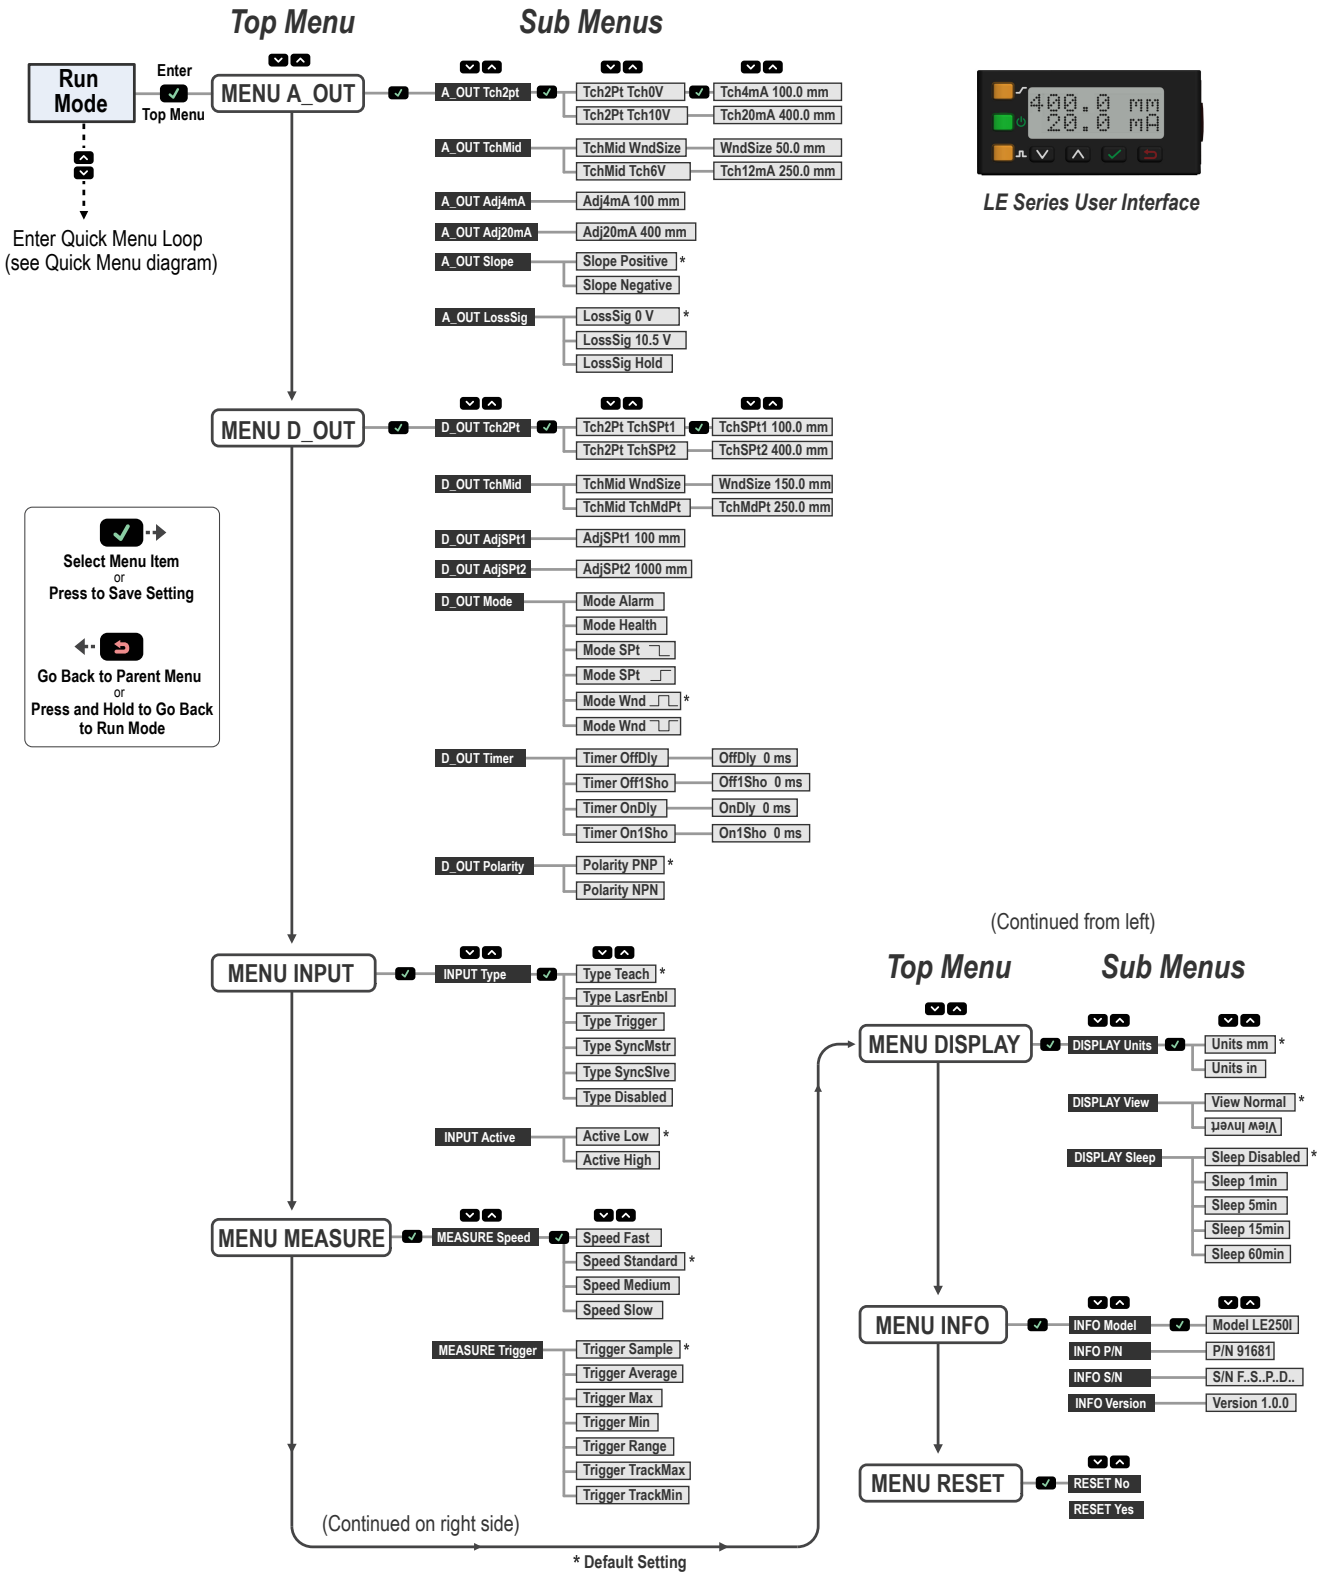 Top Menu
Sub Menus
Run
Mode
Enter
Top Menu
Enter Quick Menu Loop
(see Quick Menu diagram)
MENU A_OUT
A_OUT Tch2pt
Tch2Pt Tch0V
Tch4mA 100.0 mm
Tch2Pt Tch10V
Tch20mA 400.0 mm
A_OUT TchMid
TchMid WndSize
WndSize 50.0 mm
TchMid Tch6V
Tch12mA 250.0 mm
A_OUT Adj4mA
Adj4mA 100 mm
A_OUT Adj20mA
Adj20mA 400 mm
A_OUT Slope
Slope Positive *
Slope Negative
A_OUT LossSig
LossSig 0 V *
LossSig 10.5 V
LossSig Hold
400.0 mm
20.0 mA
LE Series User Interface
MENU D_OUT
D_OUT Tch2Pt
Tch2Pt TchSPt1
TchSPt1 100.0 mm
Tch2Pt TchSPt2
TchSPt2 400.0 mm
D_OUT TchMid
TchMid WndSize
WndSize 150.0 mm
TchMid TchMdPt
TchMdPt 250.0 mm
D_OUT AdjSPt1
AdjSPt1 100 mm
D_OUT AdjSPt2
AdjSPt2 1000 mm
D_OUT Mode
Mode Alarm
Mode Health
Mode SPt
Mode SPt
Mode Wnd *
Mode Wnd
D_OUT Timer
Timer OffDly
OffDly 0 ms
Timer Off1Sho
Off1Sho 0 ms
Timer OnDly
OnDly 0 ms
Timer On1Sho
On1Sho 0 ms
D_OUT Polarity
Polarity PNP *
Polarity NPN
Select Menu Item
or
Press to Save Setting
Go Back to Parent Menu
or
Press and Hold to Go Back
to Run Mode
MENU INPUT
INPUT Type
Type Teach *
Type LasrEnbl
Type Trigger
Type SyncMstr
Type SyncSlve
Type Disabled
INPUT Active
Active Low *
Active High
MENU MEASURE
MEASURE Speed
Speed Fast
Speed Standard *
Speed Medium
Speed Slow
MEASURE Trigger
Trigger Sample *
Trigger Average
Trigger Max
Trigger Min
Trigger Range
Trigger TrackMax
Trigger TrackMin
(Continued on right side)
* Default Setting
(Continued from left)
Top Menu
Sub Menus
MENU DISPLAY
DISPLAY Units
Units mm *
Units in
DISPLAY View
View Normal *
View Invert
DISPLAY Sleep
Sleep Disabled *
Sleep 1min
Sleep 5min
Sleep 15min
Sleep 60min
MENU INFO
INFO Model
Model LE250I
INFO P/N
P/N 91681
INFO S/N
S/N F..S..P..D..
INFO Version
Version 1.0.0
MENU RESET
RESET No
RESET Yes